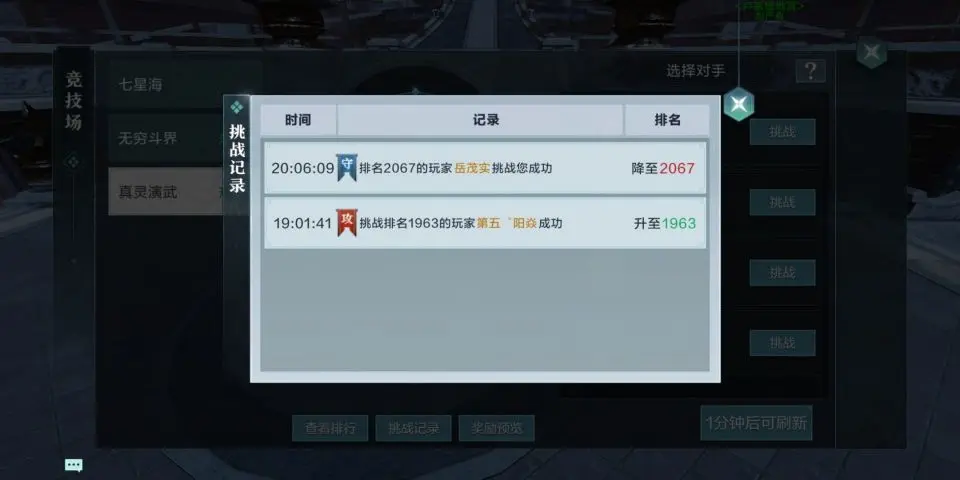 竞技场
七星海
无穷斗界
真灵演武
选择对手
?
挑战记录
时间 记录 排名
20:06:09 守 排名2067的玩家岳茂实挑战您成功 降至2067
19:01:41 攻 挑战排名1963的玩家第五゛阳焱成功 升至1963
挑战
挑战
挑战
挑战
查看排行 挑战记录 奖励预览
1分钟后可刷新